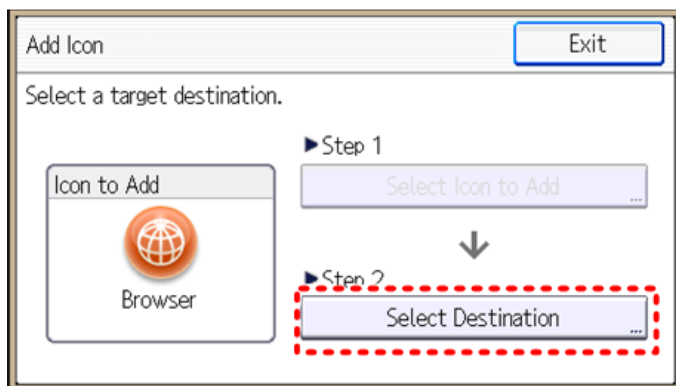 Add Icon
Exit
Select a target destination.
▶Step 1
Icon to Add
Select Icon to Add
...
Browser
▶Step 2
Select Destination
...